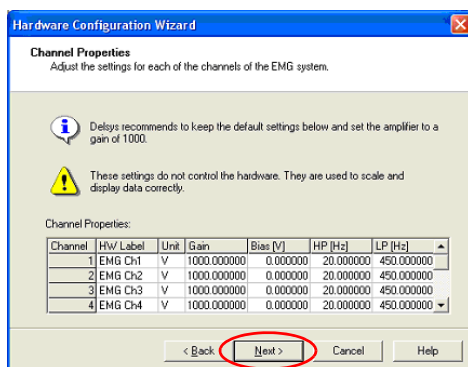 Hardware Configuration Wizard
Channel Properties
Adjust the settings for each of the channels of the EMG system.
Delsys recommends to keep the default settings below and set the amplifier to a
gain of 1000.
These settings do not control the hardware. They are used to scale and
display data correctly.
Channel Properties:
Channel HW Label Unit Gain Bias [V] HP [Hz] LP [Hz]
1 EMG Ch1 V 1000.000000 0.000000 20.000000 450.000000
2 EMG Ch2 V 1000.000000 0.000000 20.000000 450.000000
3 EMG Ch3 V 1000.000000 0.000000 20.000000 450.000000
4 EMG Ch4 V 1000.000000 0.000000 20.000000 450.000000
< Back Next > Cancel Help